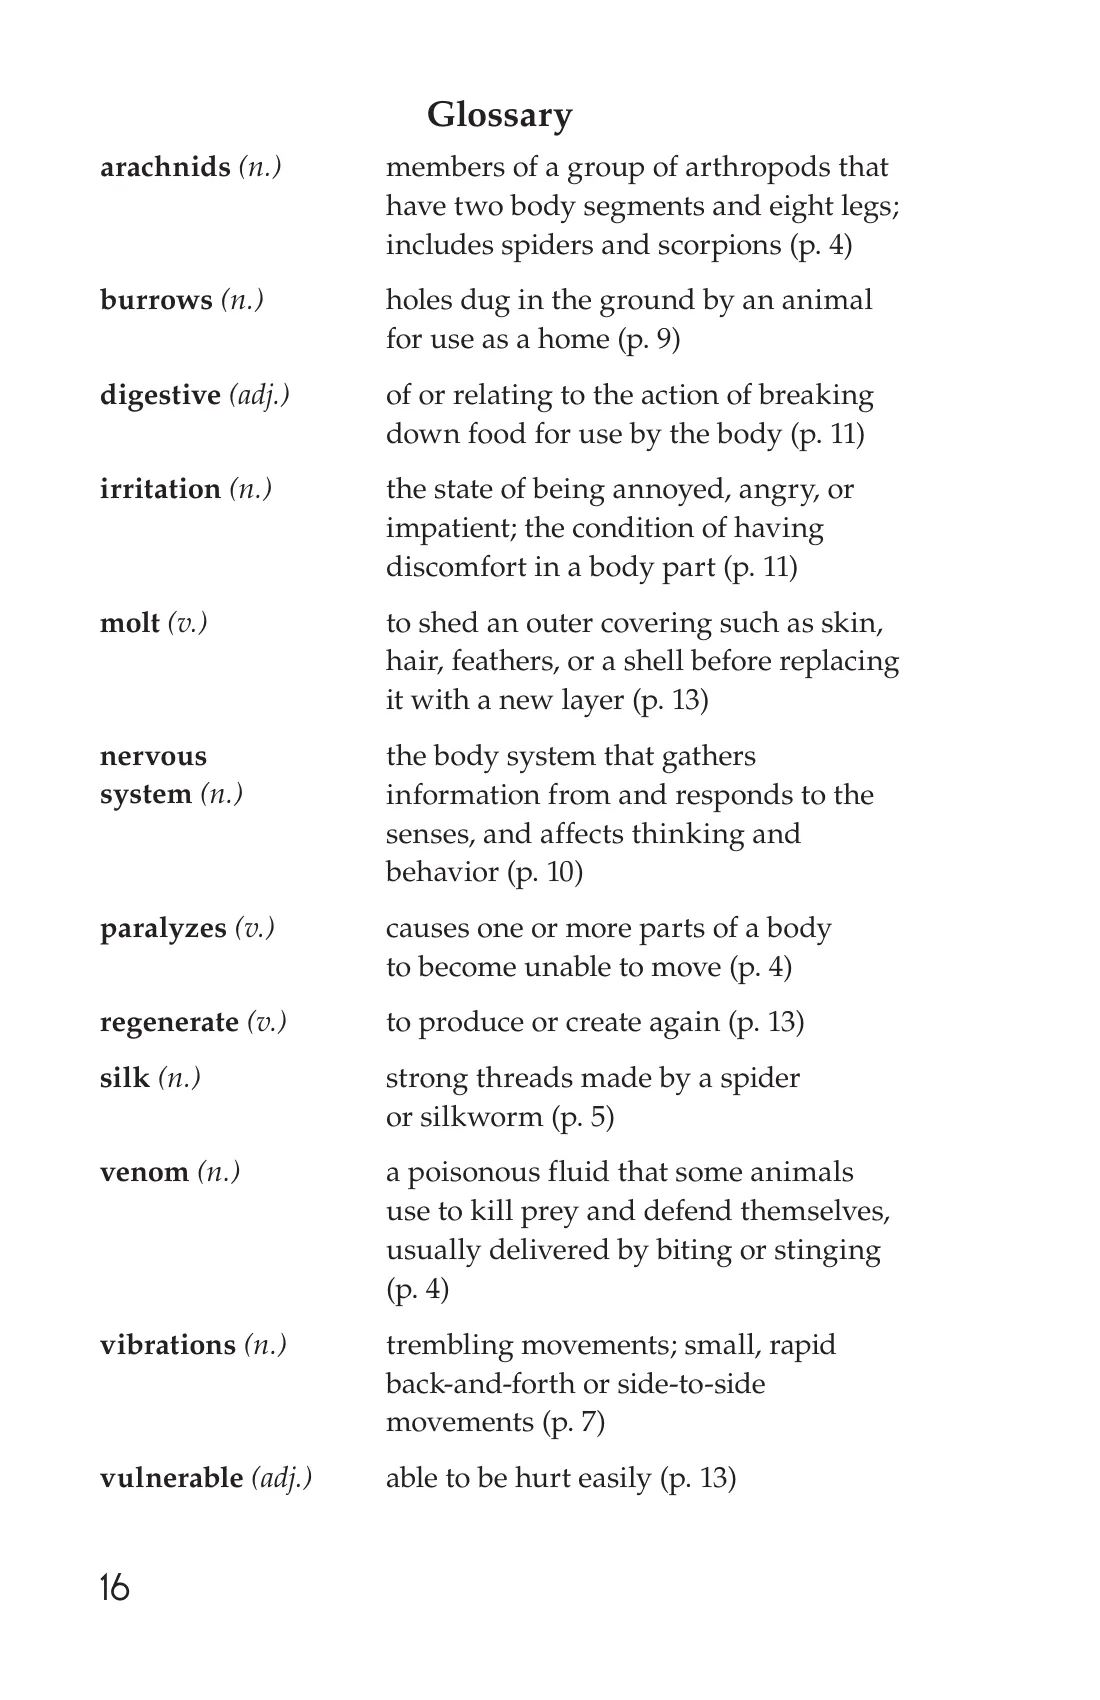 Glossary
arachnids (n.) members of a group of arthropods that
have two body segments and eight legs;
includes spiders and scorpions (p. 4)
burrows (n.) holes dug in the ground by an animal
for use as a home (p. 9)
digestive (adj.) of or relating to the action of breaking
down food for use by the body (p. 11)
irritation (n.) the state of being annoyed, angry, or
impatient; the condition of having
discomfort in a body part (p. 11)
molt (v.) to shed an outer covering such as skin,
hair, feathers, or a shell before replacing
it with a new layer (p. 13)
nervous the body system that gathers
system (n.) information from and responds to the
senses, and affects thinking and
behavior (p. 10)
paralyzes (v.) causes one or more parts of a body
to become unable to move (p. 4)
regenerate (v.) to produce or create again (p. 13)
silk (n.) strong threads made by a spider
or silkworm (p. 5)
venom (n.) a poisonous fluid that some animals
use to kill prey and defend themselves,
usually delivered by biting or stinging
(p. 4)
vibrations (n.) trembling movements; small, rapid
back-and-forth or side-to-side
movements (p. 7)
vulnerable (adj.) able to be hurt easily (p. 13)
16